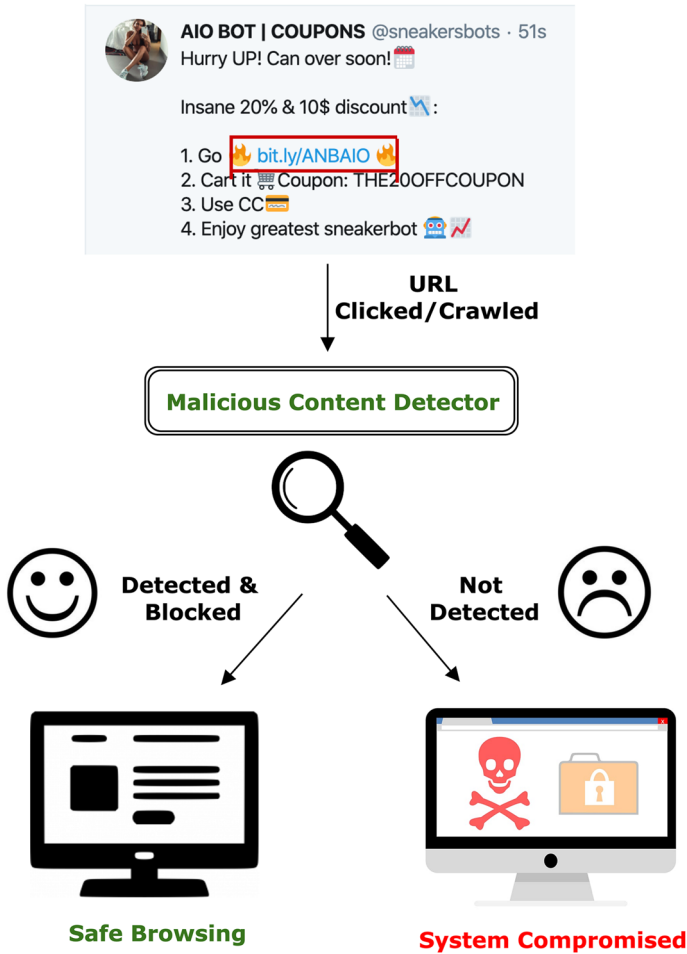 AIO BOT | COUPONS @sneakersbots · 51s
Hurry UP! Can over soon!🗓
Insane 20% & 10$ discount📉:
1. Go 🔥 bit.ly/ANBAIO 🔥
2. Cart it 🛒Coupon: THE20OFFCOUPON
3. Use CC💳
4. Enjoy greatest sneakerbot 🤖📈
URL
Clicked/Crawled
Malicious Content Detector
Detected &
Blocked
Not
Detected
X
Safe Browsing
System Compromised